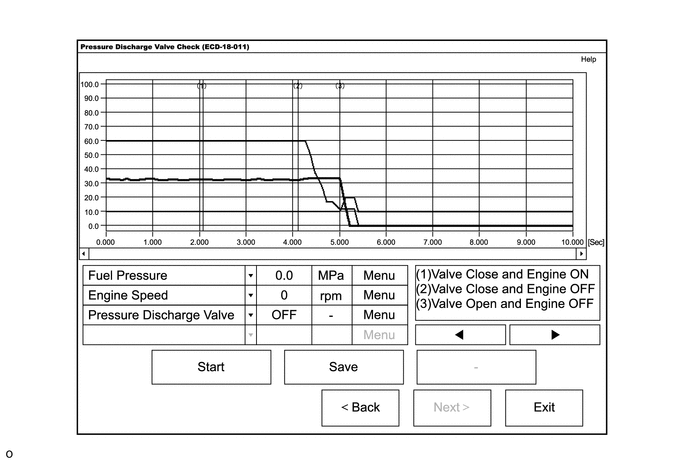 Pressure Discharge Valve Check (ECD-18-011)
Help
100.0
(1)
(2)
(3)
90.0
80.0
70.0
60.0
50.0
40.0
30.0
20.0
10.0
0.0
0.000 1.000 2.000 3.000 4.000 5.000 6.000 7.000 8.000 9.000 10.000 [Sec]
Fuel Pressure 0.0 MPa Menu
Engine Speed 0 rpm Menu
Pressure Discharge Valve OFF - Menu
Menu
(1)Valve Close and Engine ON
(2)Valve Close and Engine OFF
(3)Valve Open and Engine OFF
Start Save -
< Back Next > Exit
O